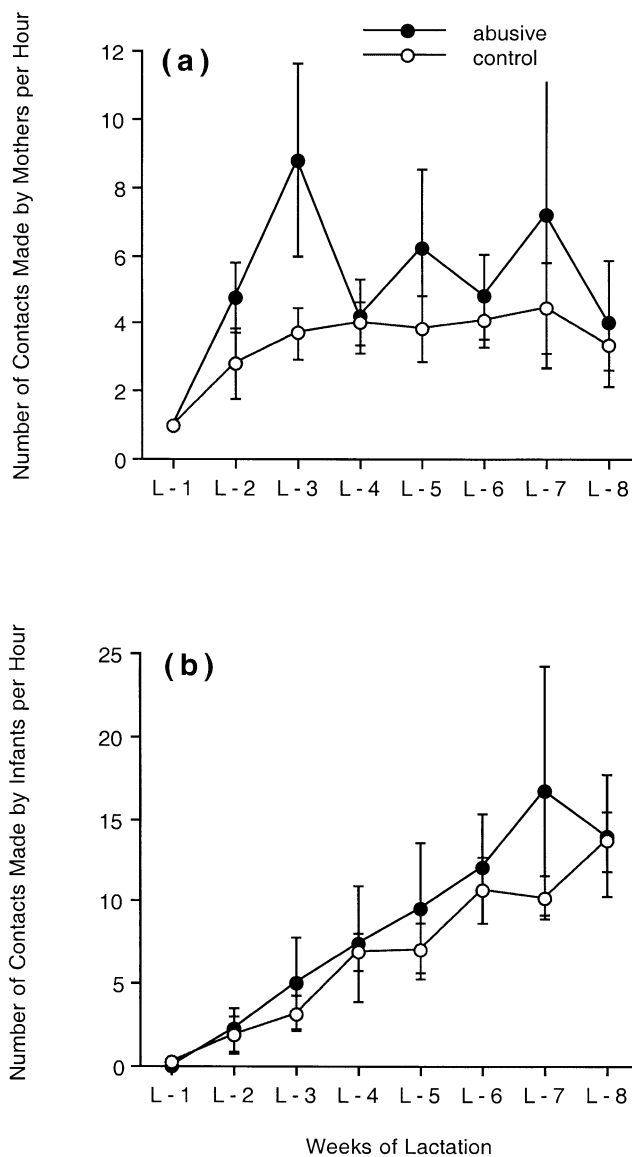 abusive
control
(a)
Number of Contacts Made by Mothers per Hour
12
10
8
6
4
2
0
L-1 L-2 L-3 L-4 L-5 L-6 L-7 L-8
(b)
Number of Contacts Made by Infants per Hour
25
20
15
10
5
0
L-1 L-2 L-3 L-4 L-5 L-6 L-7 L-8
Weeks of Lactation